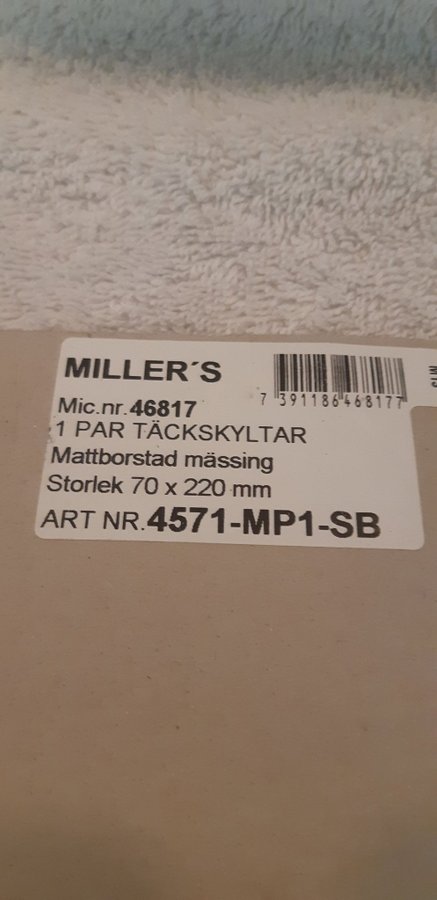 MILLER´S
7 391186 468177
Mic.nr.46817
1 PAR TÄCKSKYLTAR
Mattborstad mässing
Storlek 70 x 220 mm
ART NR.4571-MP1-SB